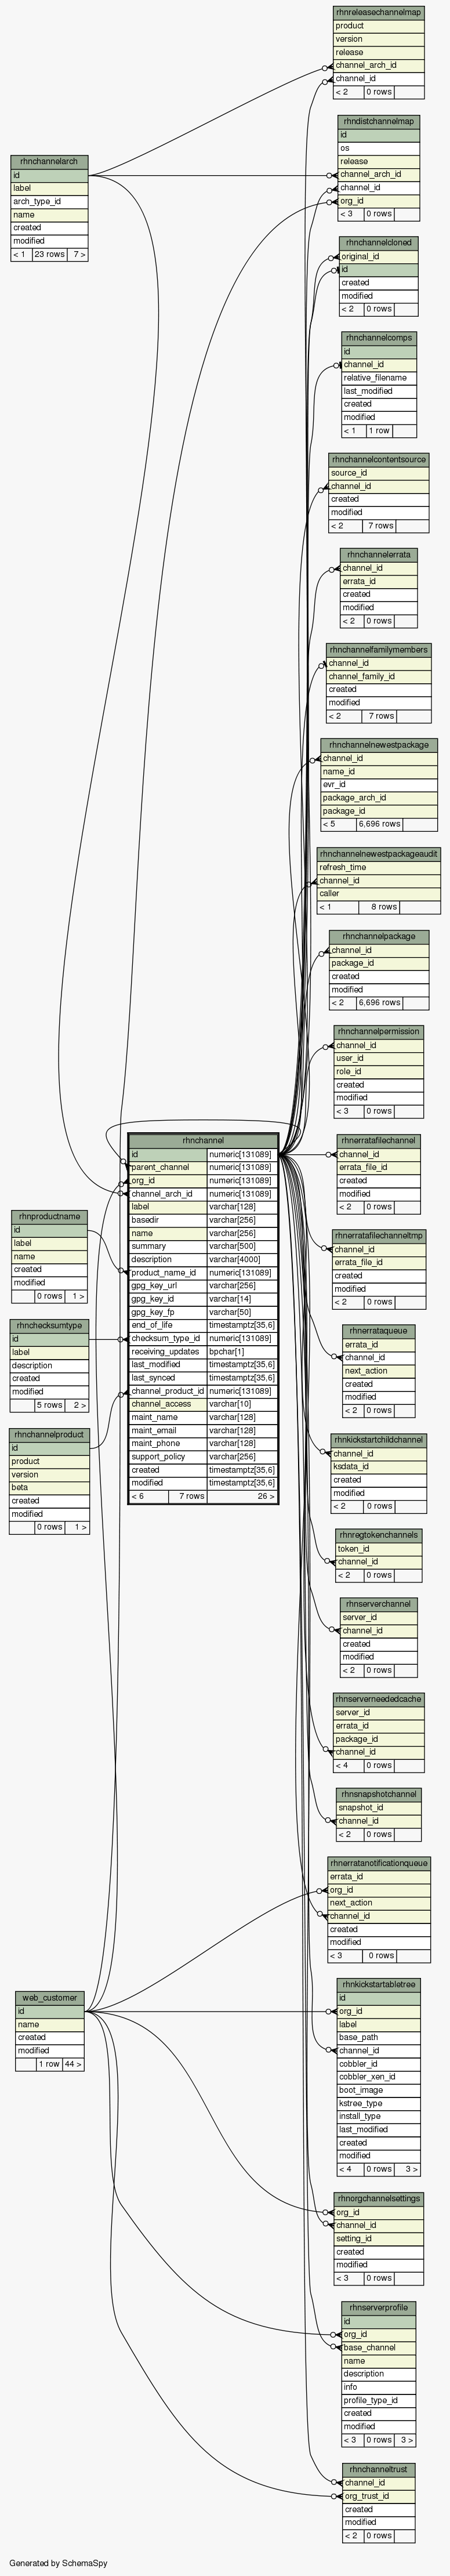 rhnreleasechannelmap
product
version
release
channel_arch_id
channel_id
< 2 0 rows
rhndistchannelmap
id
os
release
channel_arch_id
channel_id
org_id
< 3 0 rows
rhnchannelarch
id
label
arch_type_id
name
created
modified
< 1 23 rows 7 >
rhnchannelcloned
original_id
id
created
modified
< 2 0 rows
rhnchannelcomps
id
channel_id
relative_filename
last_modified
created
modified
< 1 1 row
rhnchannelcontentsource
source_id
channel_id
created
modified
< 2 7 rows
rhnchannelerrata
channel_id
errata_id
created
modified
< 2 0 rows
rhnchannelfamilymembers
channel_id
channel_family_id
created
modified
< 2 7 rows
rhnchannelnewestpackage
channel_id
name_id
evr_id
package_arch_id
package_id
< 5 6,696 rows
rhnchannelnewestpackageaudit
refresh_time
channel_id
caller
< 1 8 rows
rhnchannelpackage
channel_id
package_id
created
modified
< 2 6,696 rows
rhnchannelpermission
channel_id
user_id
role_id
created
modified
< 3 0 rows
rhnchannel
id numeric[131089]
parent_channel numeric[131089]
org_id numeric[131089]
channel_arch_id numeric[131089]
label varchar[128]
basedir varchar[256]
name varchar[256]
summary varchar[500]
description varchar[4000]
product_name_id numeric[131089]
gpg_key_url varchar[256]
gpg_key_id varchar[14]
gpg_key_fp varchar[50]
end_of_life timestamptz[35,6]
checksum_type_id numeric[131089]
receiving_updates bpchar[1]
last_modified timestamptz[35,6]
last_synced timestamptz[35,6]
channel_product_id numeric[131089]
channel_access varchar[10]
maint_name varchar[128]
maint_email varchar[128]
maint_phone varchar[128]
support_policy varchar[256]
created timestamptz[35,6]
modified timestamptz[35,6]
< 6 7 rows 26 >
rhnerratafilechannel
channel_id
errata_file_id
created
modified
< 2 0 rows
rhnproductname
id
label
name
created
modified
0 rows 1 >
rhnerratafilechanneltmp
channel_id
errata_file_id
created
modified
< 2 0 rows
rhnchecksumtype
id
label
description
created
modified
5 rows 2 >
rhnerrataqueue
errata_id
channel_id
next_action
created
modified
< 2 0 rows
rhnchannelproduct
id
product
version
beta
created
modified
0 rows 1 >
rhnkickstartchildchannel
channel_id
ksdata_id
created
modified
< 2 0 rows
rhnregtokenchannels
token_id
channel_id
< 2 0 rows
rhnserverchannel
server_id
channel_id
created
modified
< 2 0 rows
rhnserverneededcache
server_id
errata_id
package_id
channel_id
< 4 0 rows
rhnsnapshotchannel
snapshot_id
channel_id
< 2 0 rows
rhnerratanotificationqueue
errata_id
org_id
next_action
channel_id
created
modified
< 3 0 rows
web_customer
id
name
created
modified
1 row 44 >
rhnkickstartabletree
id
org_id
label
base_path
channel_id
cobbler_id
cobbler_xen_id
boot_image
kstree_type
install_type
last_modified
created
modified
< 4 0 rows 3 >
rhnorgchannelsettings
org_id
channel_id
setting_id
created
modified
< 3 0 rows
rhnserverprofile
id
org_id
base_channel
name
description
info
profile_type_id
created
modified
< 3 0 rows 3 >
rhnchanneltrust
channel_id
org_trust_id
created
modified
< 2 0 rows
Generated by SchemaSpy